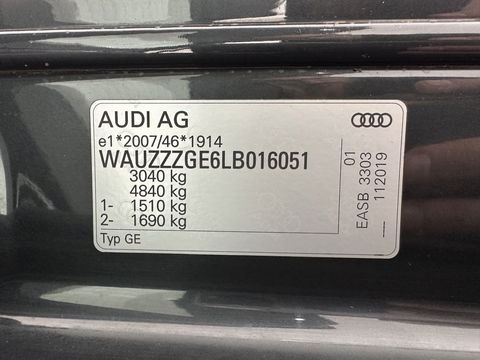 AUDI AG
e1*2007/46*1914
WAUZZZGE6LB016051
3040 kg
4840 kg
1- 1510 kg
2- 1690 kg
Typ GE
EASB 3303 01
112019